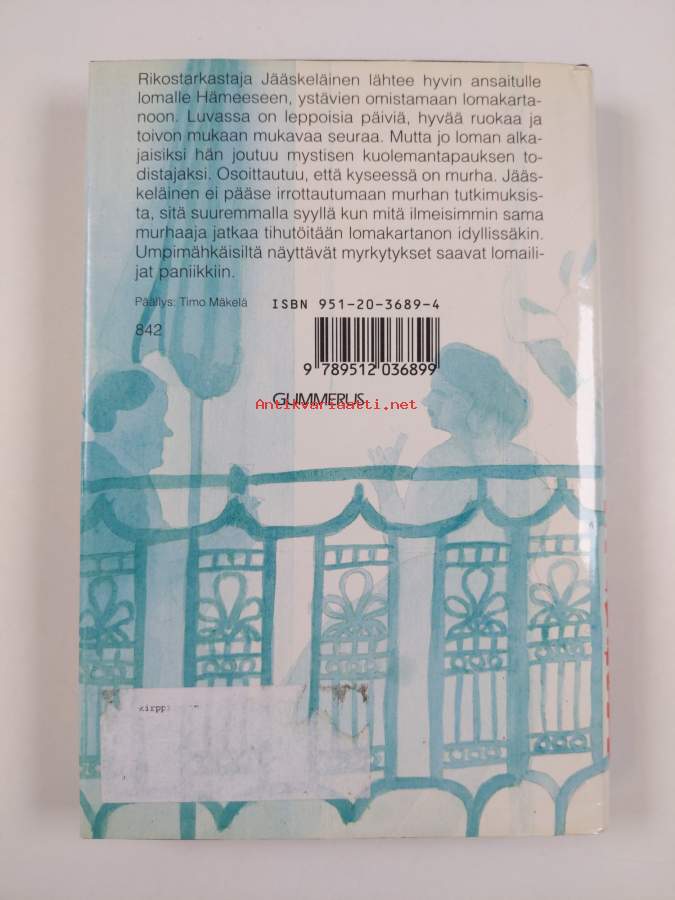 Rikostarkastaja Jääskeläinen lähtee hyvin ansaitulle
lomalle Hämeeseen, ystävien omistamaan lomakarta-
noon. Luvassa on leppoisia päiviä, hyvää ruokaa ja
toivon mukaan mukavaa seuraa. Mutta jo loman alka-
jaisiksi hän joutuu mystisen kuolemantapauksen to-
distajaksi. Osoittautuu, että kyseessä on murha. Jääs-
keläinen ei pääse irrottautumaan murhan tutkimuksis-
ta, sitä suuremmalla syyllä kun mitä ilmeisimmin sama
murhaaja jatkaa tihutöitään lomakartanon idyllissäkin.
Umpimähkäisiltä näyttävät myrkytykset saavat lomaili-
jat paniikkiin.
Päällys: Timo Mäkelä
ISBN 951-20-3689-4
842
9 789512 036899
GUMMERUS
Antikvariaatti.net